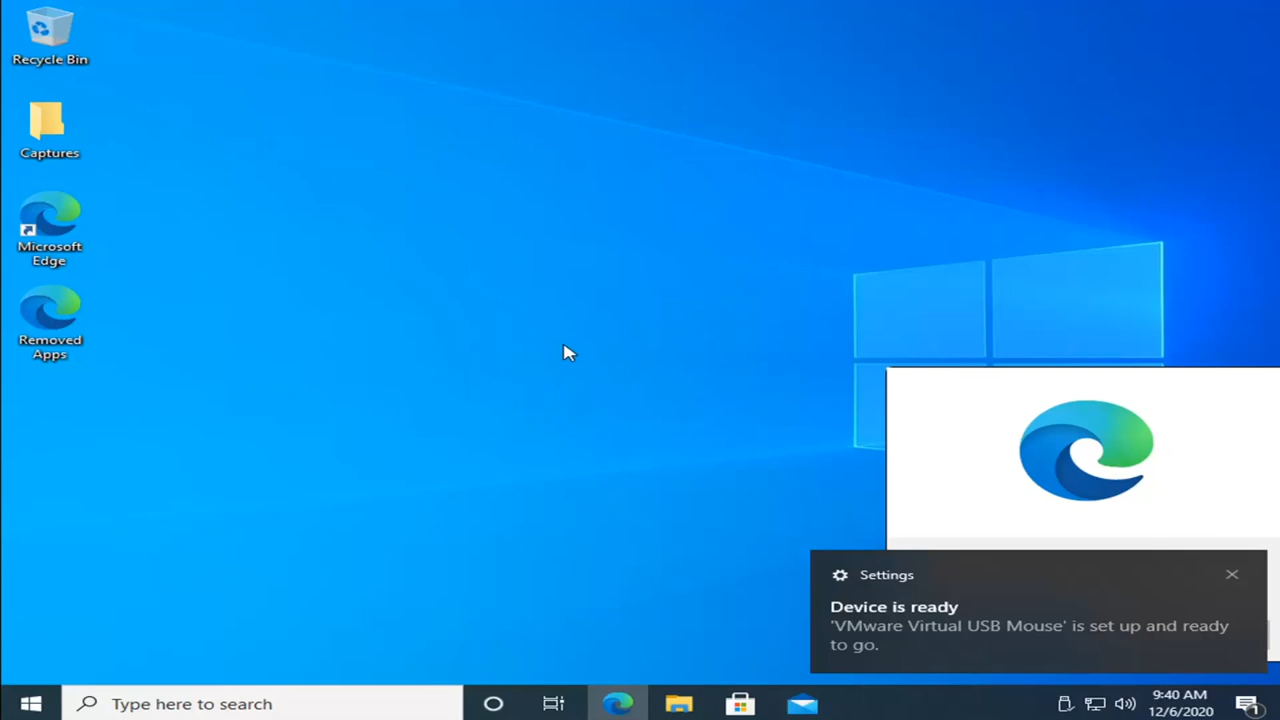 Recycle Bin
Captures
Microsoft
Edge
Removed
Apps
Settings
Device is ready
'VMware Virtual USB Mouse' is set up and ready
to go.
Type here to search
9:40 AM
12/6/2020
1